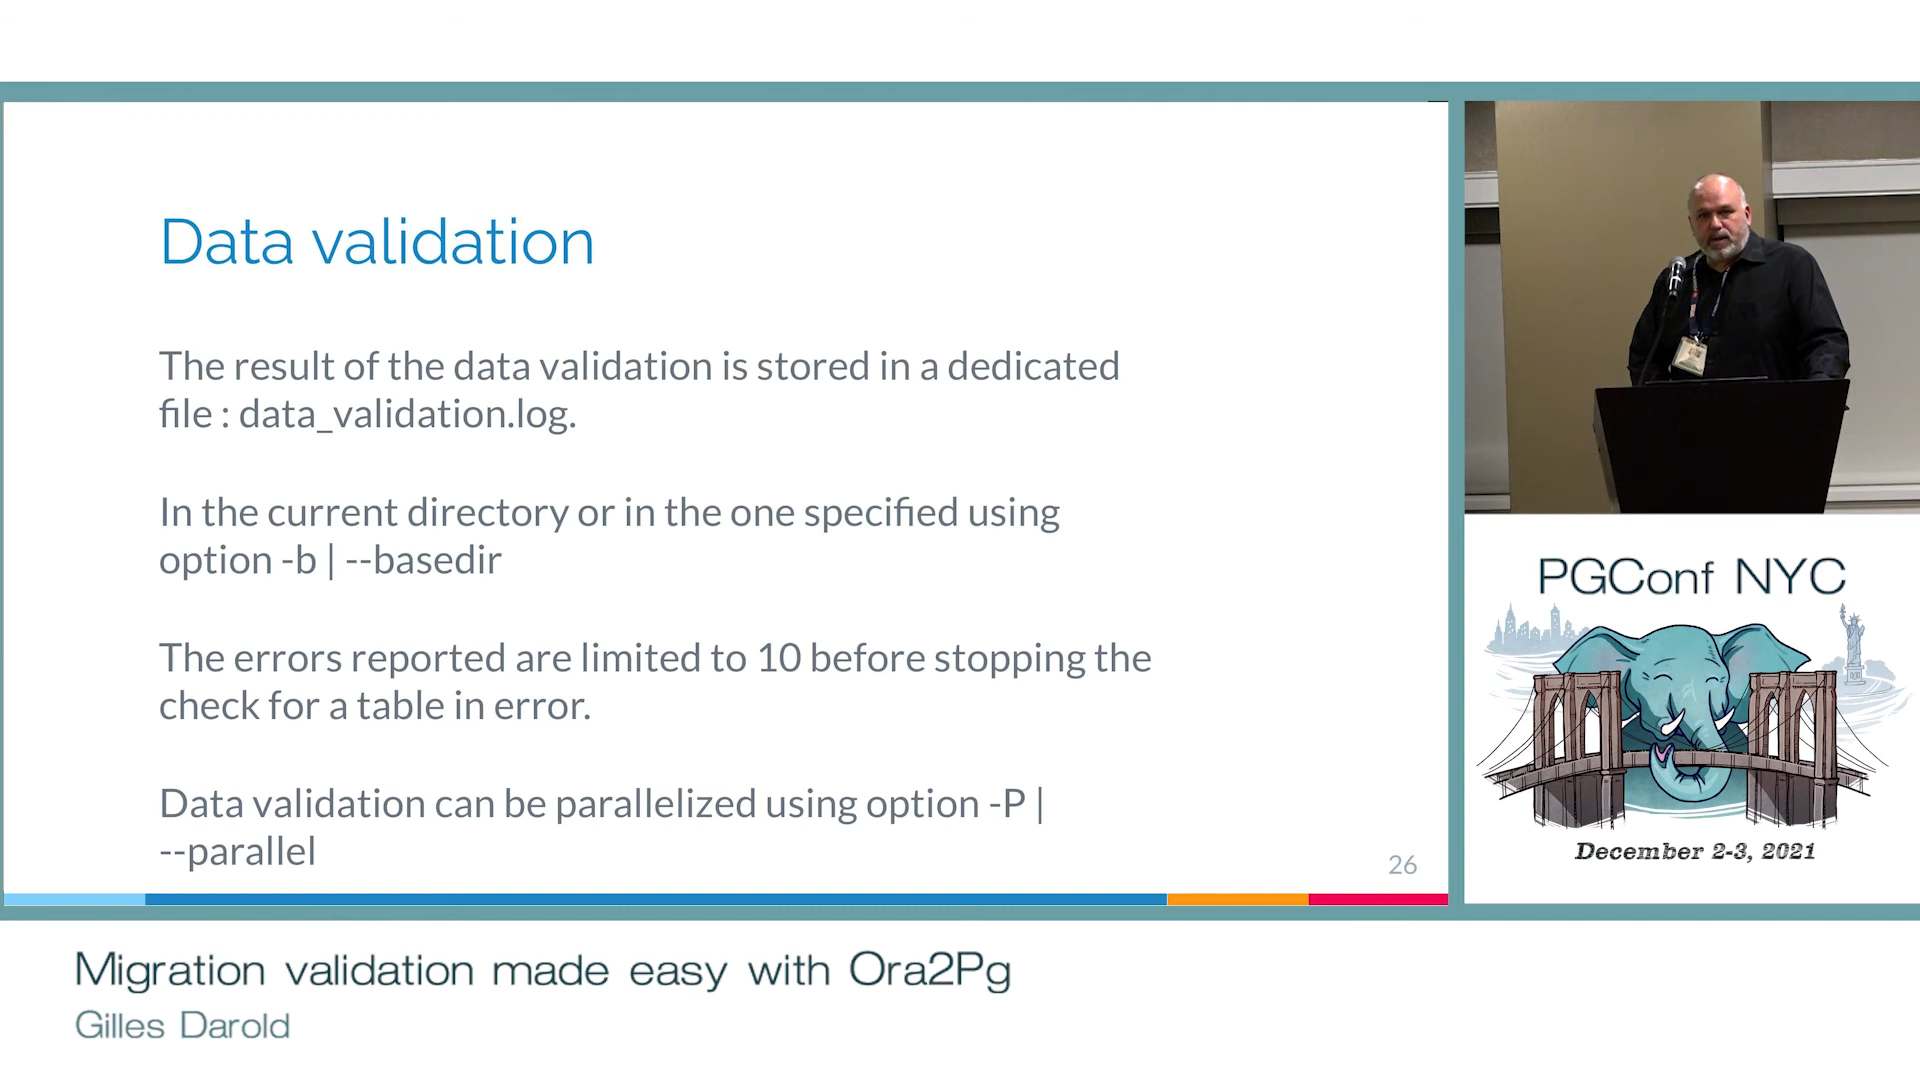 Data validation
The result of the data validation is stored in a dedicated
file : data_validation.log.
In the current directory or in the one specified using
option -b | --basedir
The errors reported are limited to 10 before stopping the
check for a table in error.
Data validation can be parallelized using option -P |
--parallel
26
PGConf NYC
December 2-3, 2021
Migration validation made easy with Ora2Pg
Gilles Darold